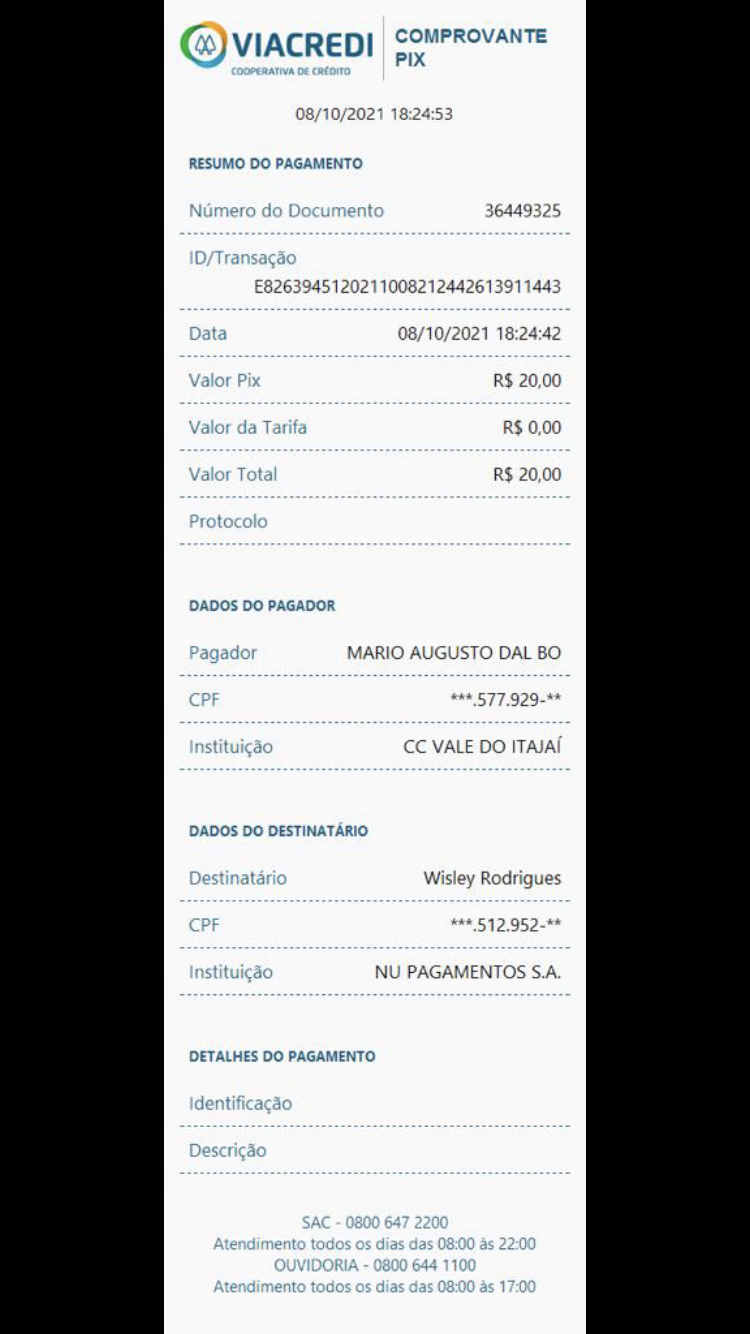 VIACREDI
COOPERATIVA DE CRÉDITO
COMPROVANTE
PIX
08/10/2021 18:24:53
RESUMO DO PAGAMENTO
Número do Documento 36449325
ID/Transação
E8263945120211008212442613911443
Data 08/10/2021 18:24:42
Valor Pix R$ 20,00
Valor da Tarifa R$ 0,00
Valor Total R$ 20,00
Protocolo
DADOS DO PAGADOR
Pagador MARIO AUGUSTO DAL BO
CPF ***.577.929-**
Instituição CC VALE DO ITAJAÍ
DADOS DO DESTINATÁRIO
Destinatário Wisley Rodrigues
CPF ***.512.952-**
Instituição NU PAGAMENTOS S.A.
DETALHES DO PAGAMENTO
Identificação
Descrição
SAC - 0800 647 2200
Atendimento todos os dias das 08:00 às 22:00
OUVIDORIA - 0800 644 1100
Atendimento todos os dias das 08:00 às 17:00